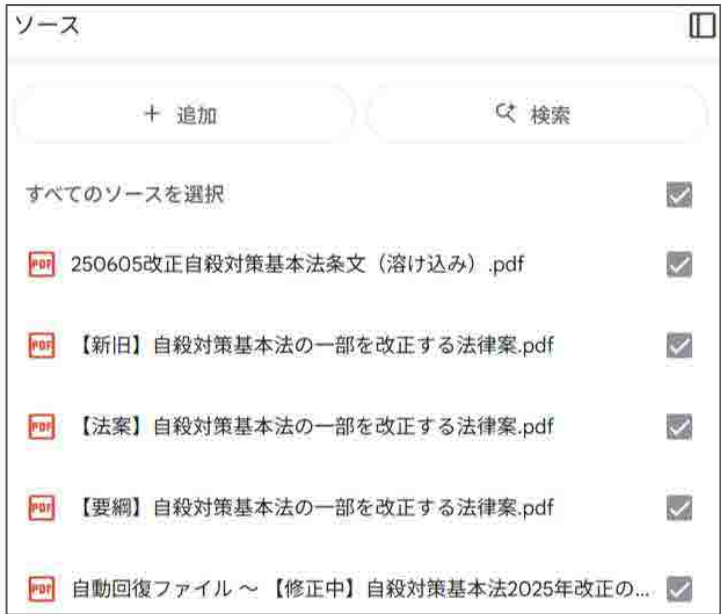 ソース
+ 追加
検索
すべてのソースを選択
PDF 250605改正自殺対策基本法条文（溶け込み）.pdf
PDF 【新旧】自殺対策基本法の一部を改正する法律案.pdf
PDF 【法案】自殺対策基本法の一部を改正する法律案.pdf
PDF 【要綱】自殺対策基本法の一部を改正する法律案.pdf
PDF 自動回復ファイル ～ 【修正中】自殺対策基本法2025年改正の...